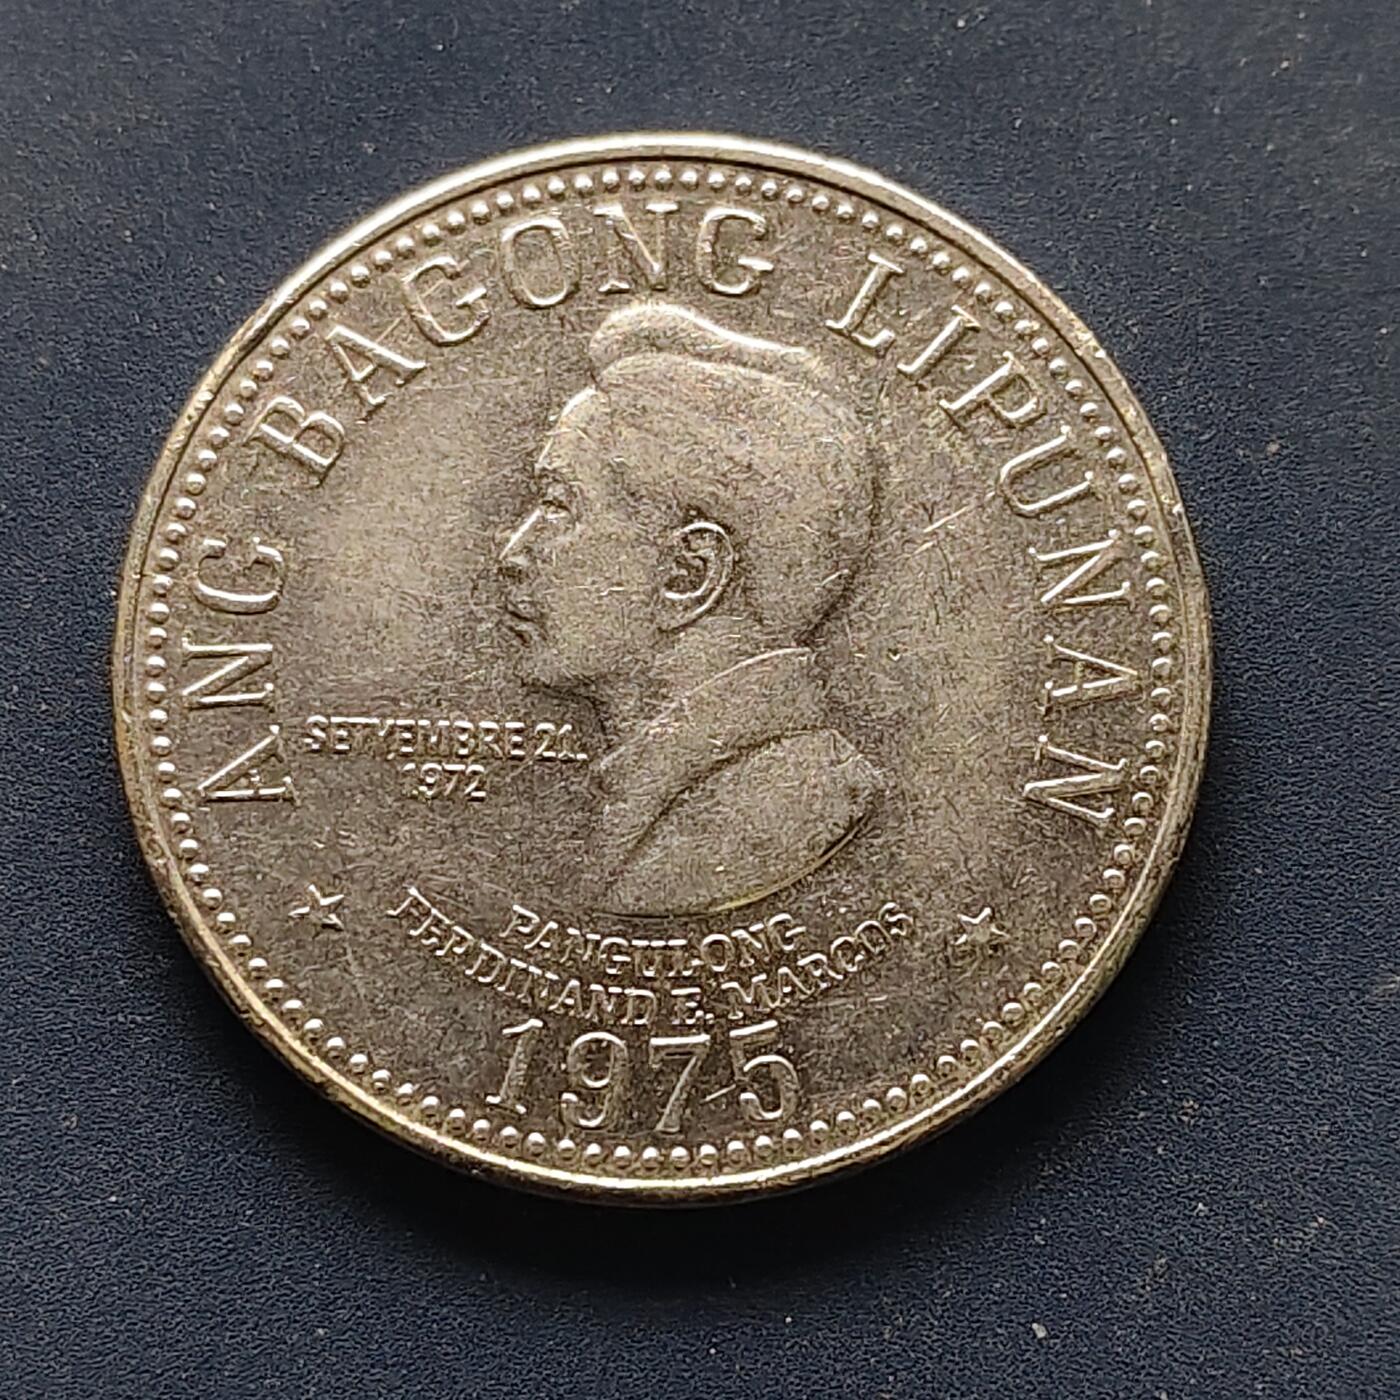 ANG BAGONG LIPUNAN
SETYEMBRE 21,
1972
PANGULONG
FERDINAND E. MARCOS
1975